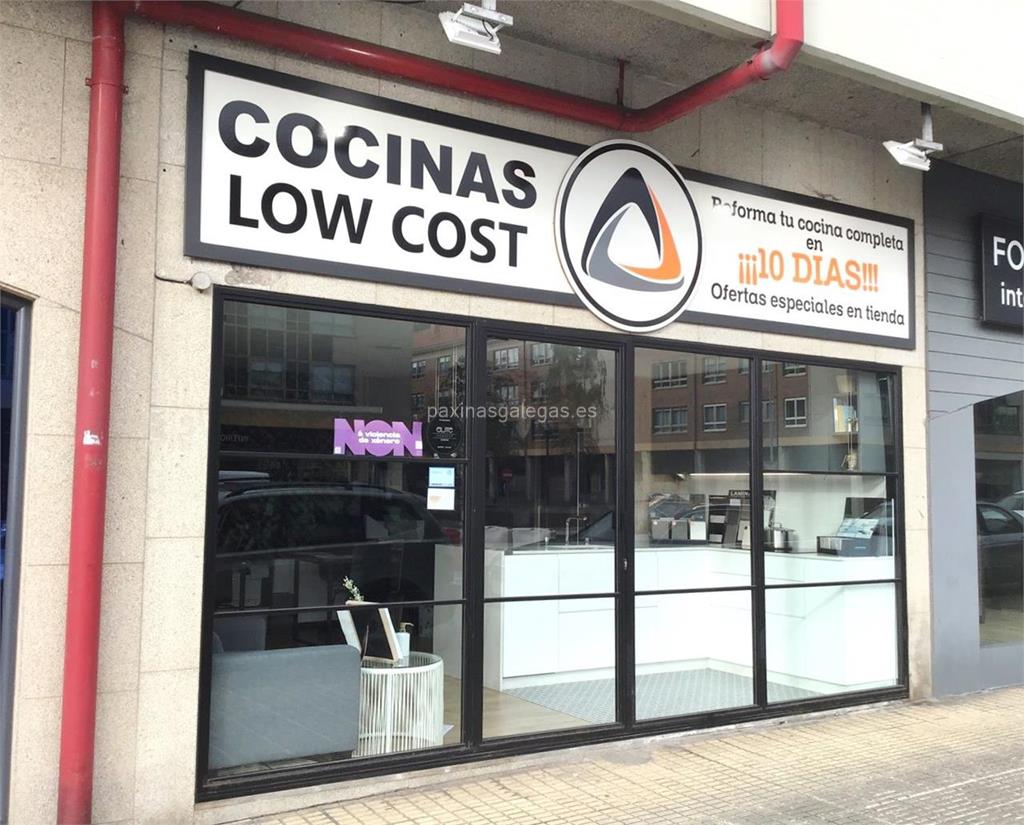 COCINAS
LOW COST
Reforma tu cocina completa
en
¡¡¡10 DIAS!!!
Ofertas especiales en tienda
FO
int
paxinasgalegas.es
NON
á violencia
de xénero
LAMIN